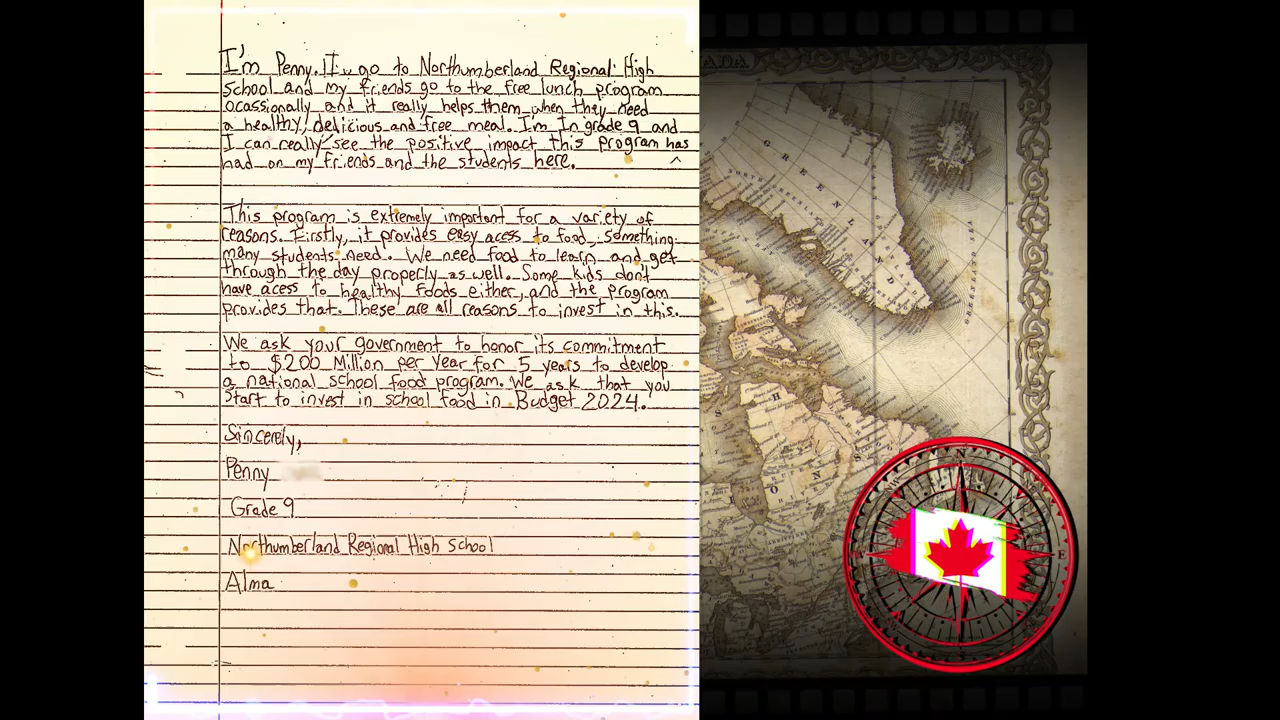 I'm Penny. I go to Northumberland Regional High
school and my friends go to the free lunch program
ocassionally and it really helps them when they need
a healthy, delicious and free meal. I'm In grade 9 and
I can really see the positive impact this program has
had on my friends and the students here.
This program is extremely important for a variety of
reasons. Firstly, it provides easy acess to food, something
many students need. We need food to learn and get
through the day properly as well. Some kids don't
have acess to healthy foods either, and the program
provides that. These are all reasons to invest in this.
We ask your government to honor its commitment
to $200 Million per Year for 5 years to develop
a national school food program. We ask that you
start to invest in school food in Budget 2024.
Sincerely,
Penny
Grade 9
Northumberland Regional High School
Alma
GREENLAND
GREENLAND SEA
N
E